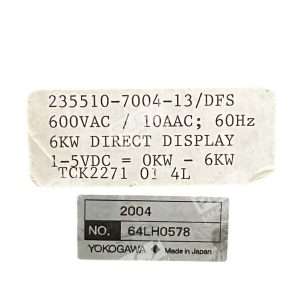 235510-7004-13/DFS
600VAC / 10AAC; 60Hz
6KW DIRECT DISPLAY
1-5VDC = 0KW - 6KW
TCK2271 01 4L
2004
NO. 64LH0578
YOKOGAWA Made in Japan